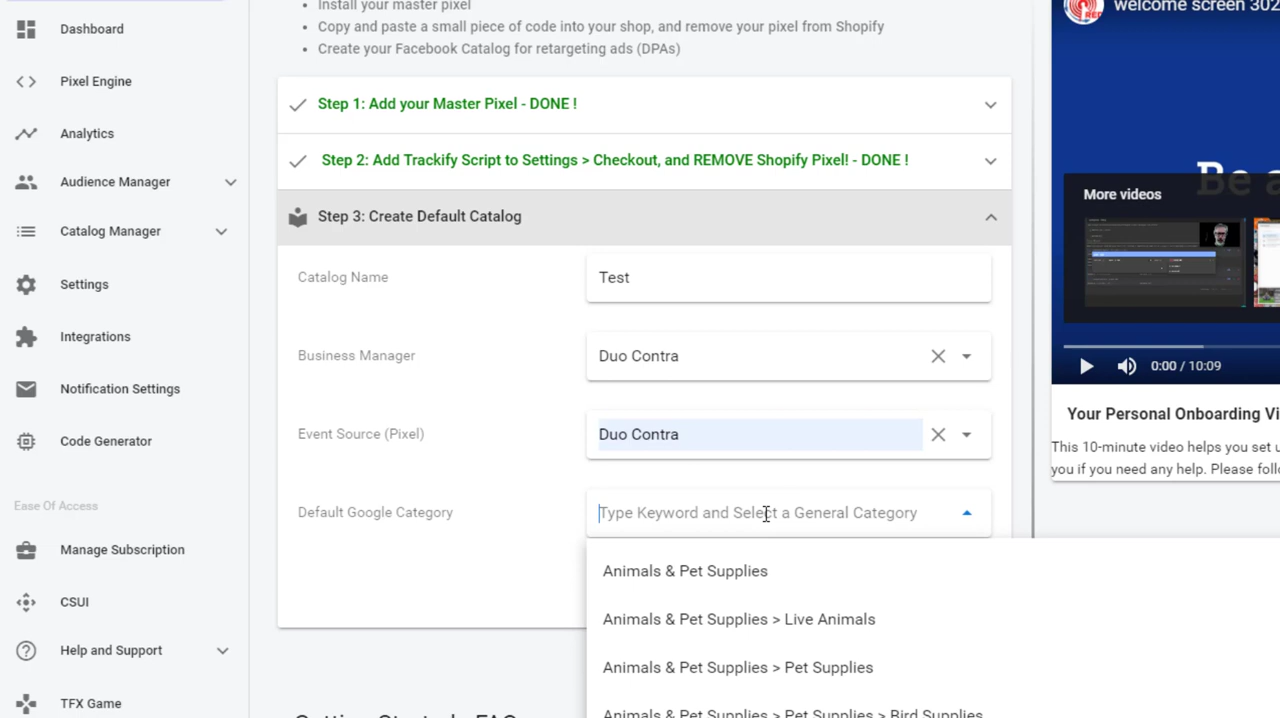 Install your master pixel
Copy and paste a small piece of code into your shop, and remove your pixel from Shopify
Create your Facebook Catalog for retargeting ads (DPAs)
Dashboard
Pixel Engine
Analytics
Audience Manager
Catalog Manager
Settings
Integrations
Notification Settings
Code Generator
Ease Of Access
Manage Subscription
CSUI
Help and Support
TFX Game
Step 1: Add your Master Pixel - DONE !
Step 2: Add Trackify Script to Settings > Checkout, and REMOVE Shopify Pixel! - DONE !
Step 3: Create Default Catalog
Catalog Name
Test
Business Manager
Duo Contra
Event Source (Pixel)
Duo Contra
Default Google Category
Type Keyword and Select a General Category
Animals & Pet Supplies
Animals & Pet Supplies > Live Animals
Animals & Pet Supplies > Pet Supplies
Animals & Pet Supplies > Pet Supplies > Bird Supplies
welcome screen 302
Be a
More videos
0:00 / 10:09
Your Personal Onboarding Vi
This 10-minute video helps you set u
you if you need any help. Please foll